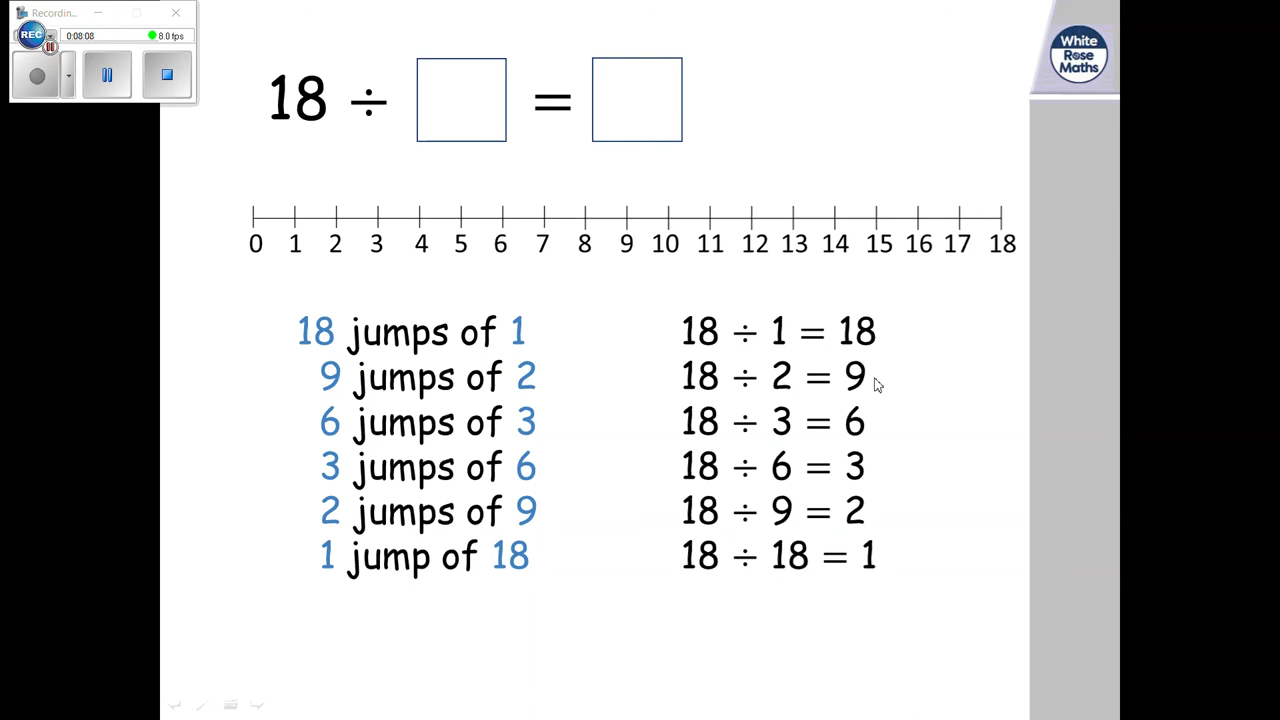 Recordin...
REC
0:08:08 8.0 fps
White
Rose
Maths
18 ÷ =
0 1 2 3 4 5 6 7 8 9 10 11 12 13 14 15 16 17 18
18 jumps of 1 18 ÷ 1 = 18
9 jumps of 2 18 ÷ 2 = 9
6 jumps of 3 18 ÷ 3 = 6
3 jumps of 6 18 ÷ 6 = 3
2 jumps of 9 18 ÷ 9 = 2
1 jump of 18 18 ÷ 18 = 1